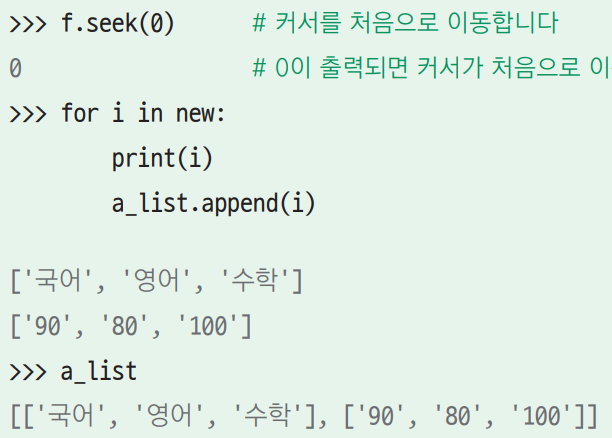 >>> f.seek(0) # 커서를 처음으로 이동합니다
0 # 0이 출력되면 커서가 처음으로 이
>>> for i in new:
print(i)
a_list.append(i)
['국어', '영어', '수학']
['90', '80', '100']
>>> a_list
[['국어', '영어', '수학'], ['90', '80', '100']]